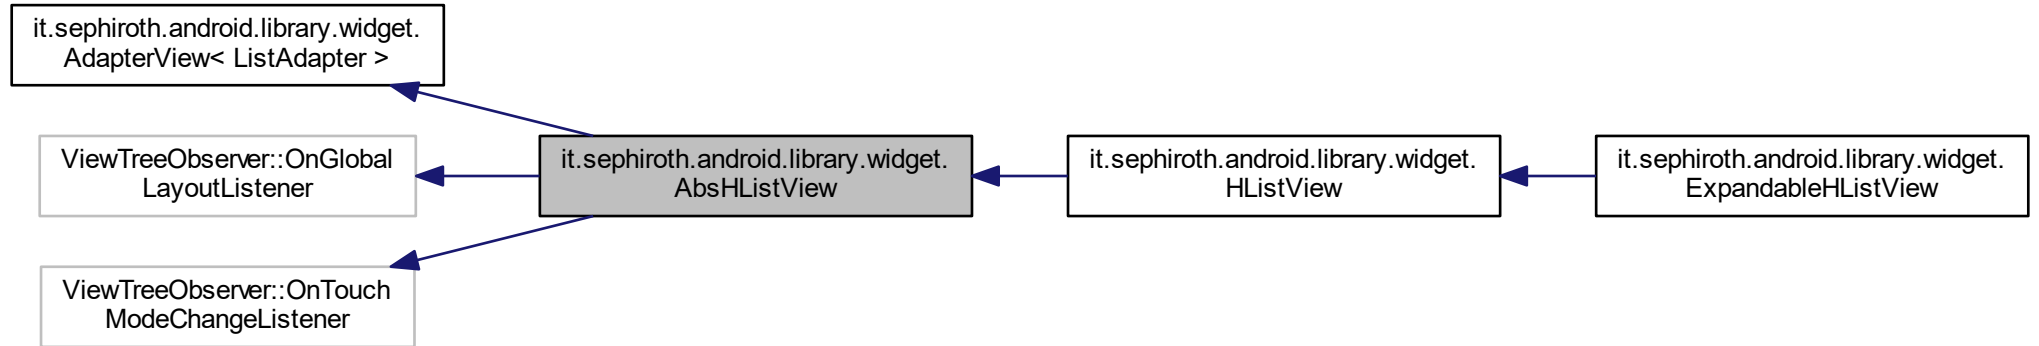 it.sephiroth.android.library.widget.
AdapterView< ListAdapter >
ViewTreeObserver::OnGlobal
LayoutListener
ViewTreeObserver::OnTouch
ModeChangeListener
it.sephiroth.android.library.widget.
AbsHListView
it.sephiroth.android.library.widget.
HListView
it.sephiroth.android.library.widget.
ExpandableHListView